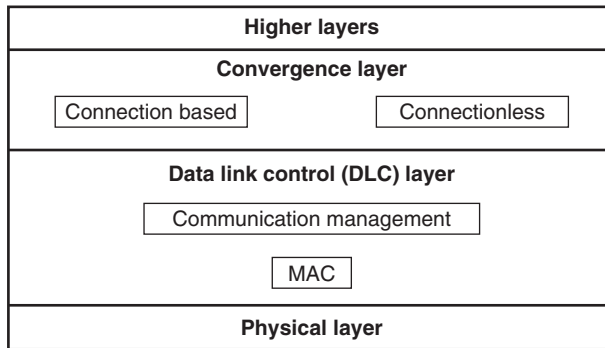 Higher layers
Convergence layer
Connection based
Connectionless
Data link control (DLC) layer
Communication management
MAC
Physical layer